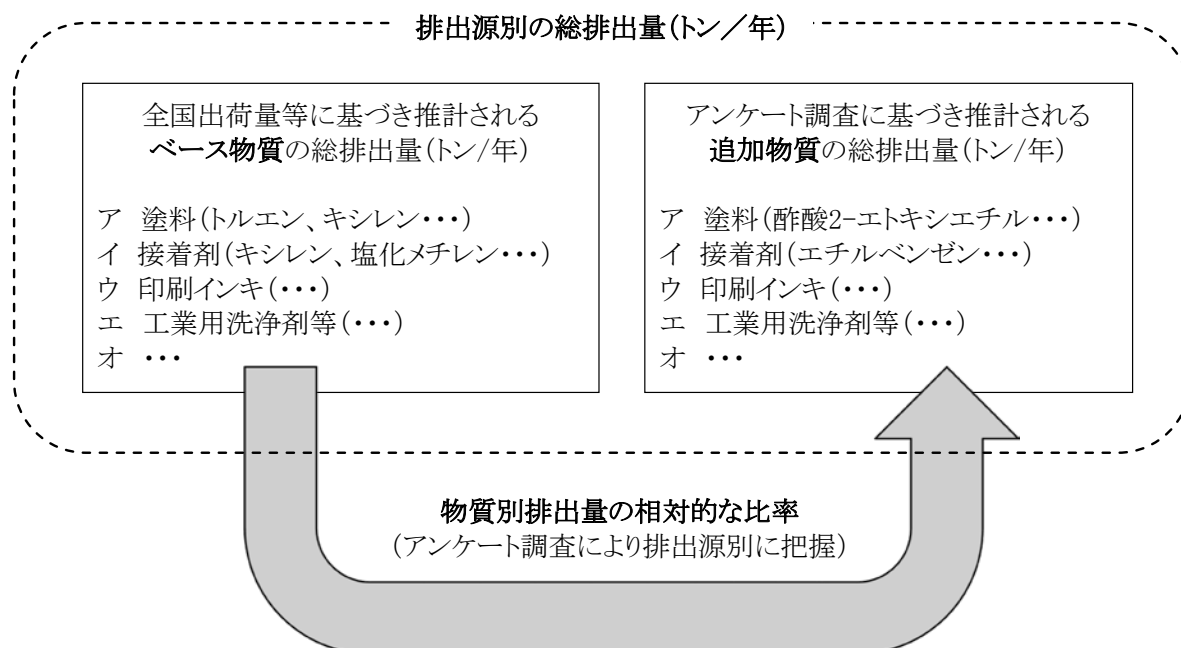 排出源別の総排出量(トン／年)
全国出荷量等に基づき推計される
ベース物質の総排出量(トン/年)
ア　塗料(トルエン、キシレン・・・)
イ　接着剤(キシレン、塩化メチレン・・・)
ウ　印刷インキ(・・・)
エ　工業用洗浄剤等(・・・)
オ　・・・
アンケート調査に基づき推計される
追加物質の総排出量(トン/年)
ア　塗料(酢酸2-エトキシエチル・・・)
イ　接着剤(エチルベンゼン・・・)
ウ　印刷インキ(・・・)
エ　工業用洗浄剤等(・・・)
オ　・・・
物質別排出量の相対的な比率
(アンケート調査により排出源別に把握)